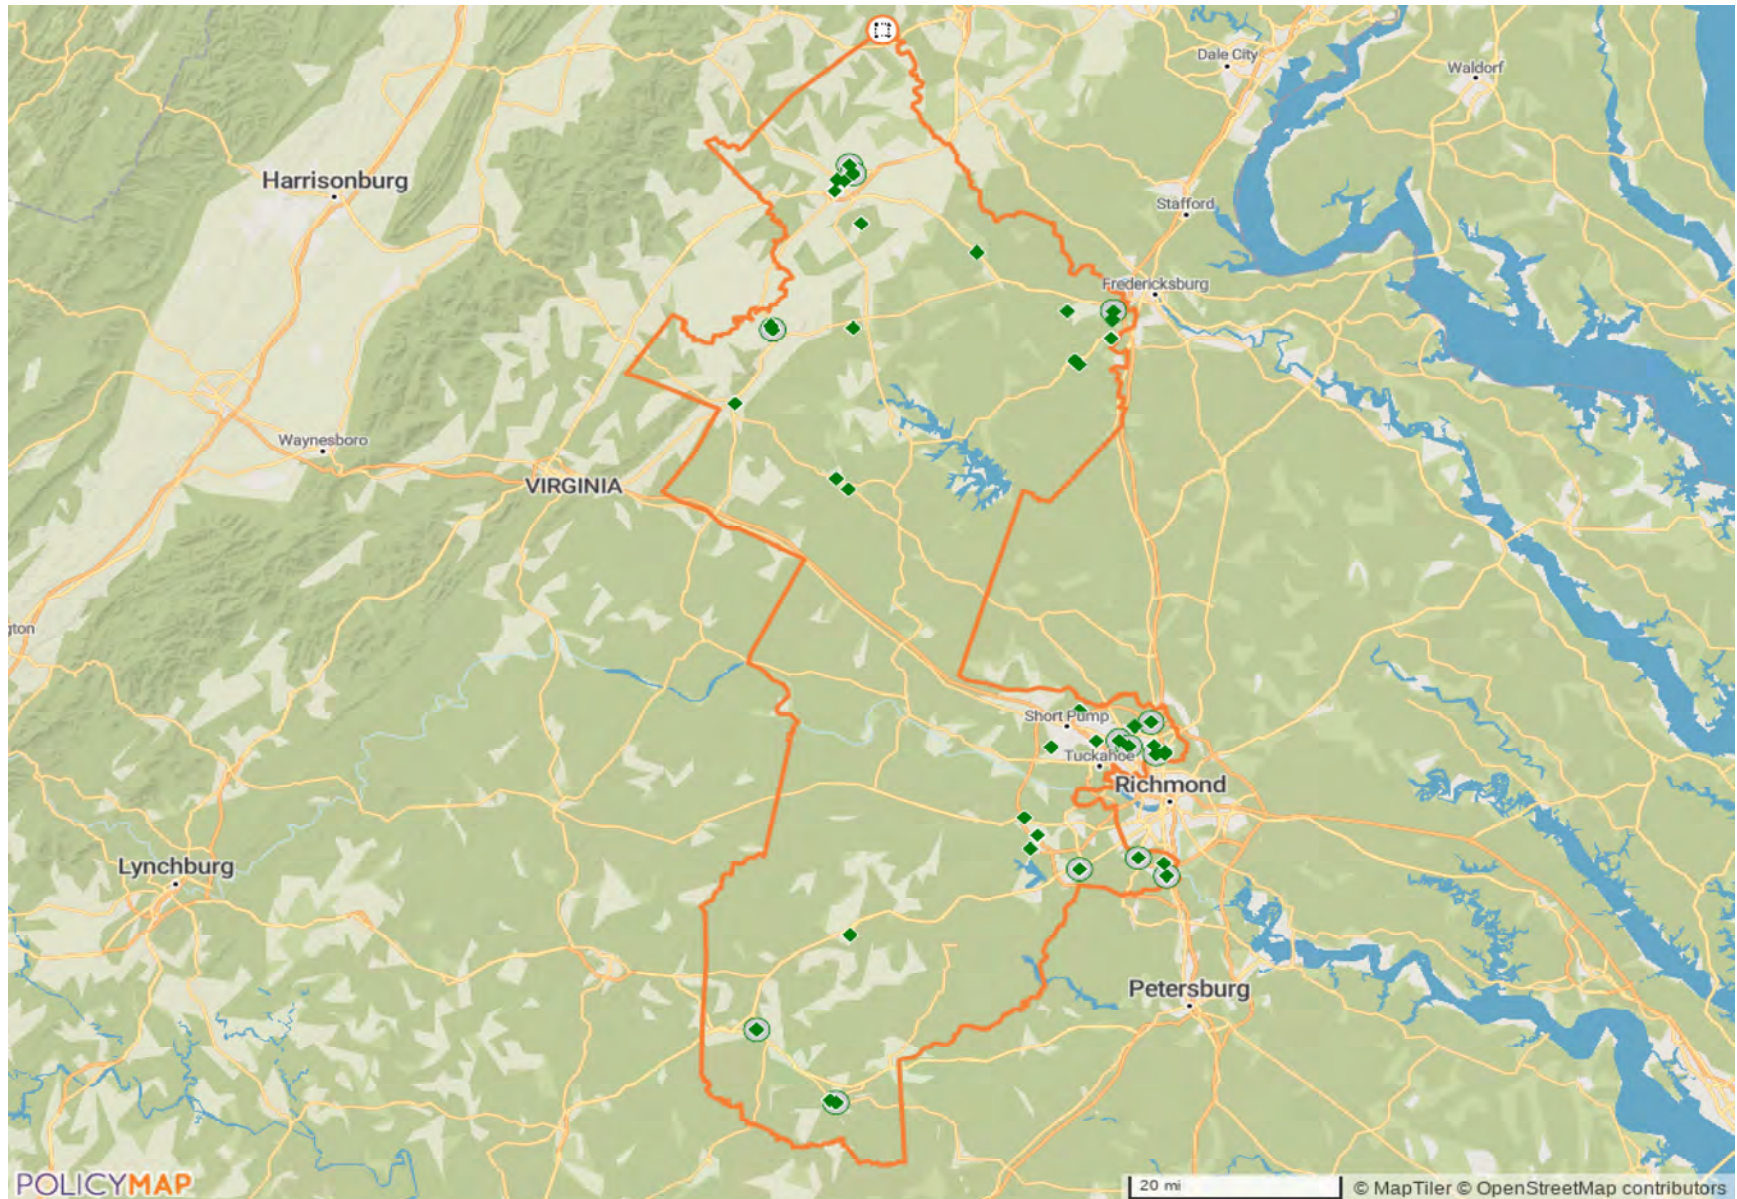 Dale City
Waldorf
Harrisonburg
Stafford
Fredericksburg
Waynesboro
VIRGINIA
gton
Short Pump
Tuckahoe
Richmond
Lynchburg
Petersburg
POLICYMAP
20 mi
© MapTiler © OpenStreetMap contributors